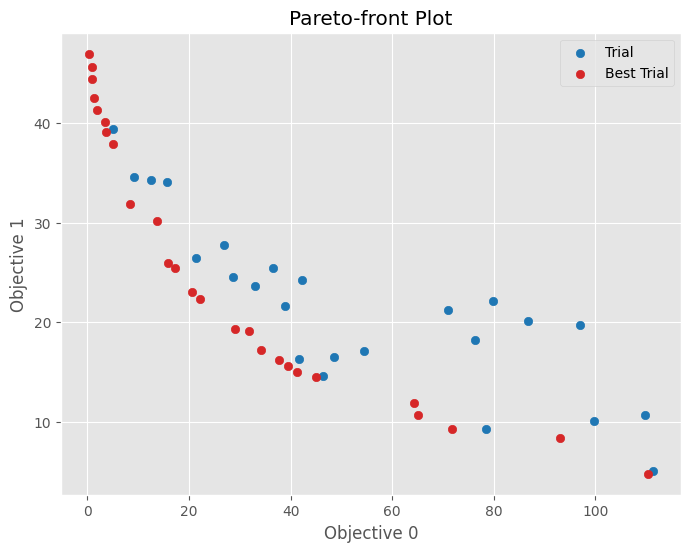 Pareto-front Plot
Trial
Best Trial
40
30
20
10
Objective 1
0 20 40 60 80 100
Objective 0